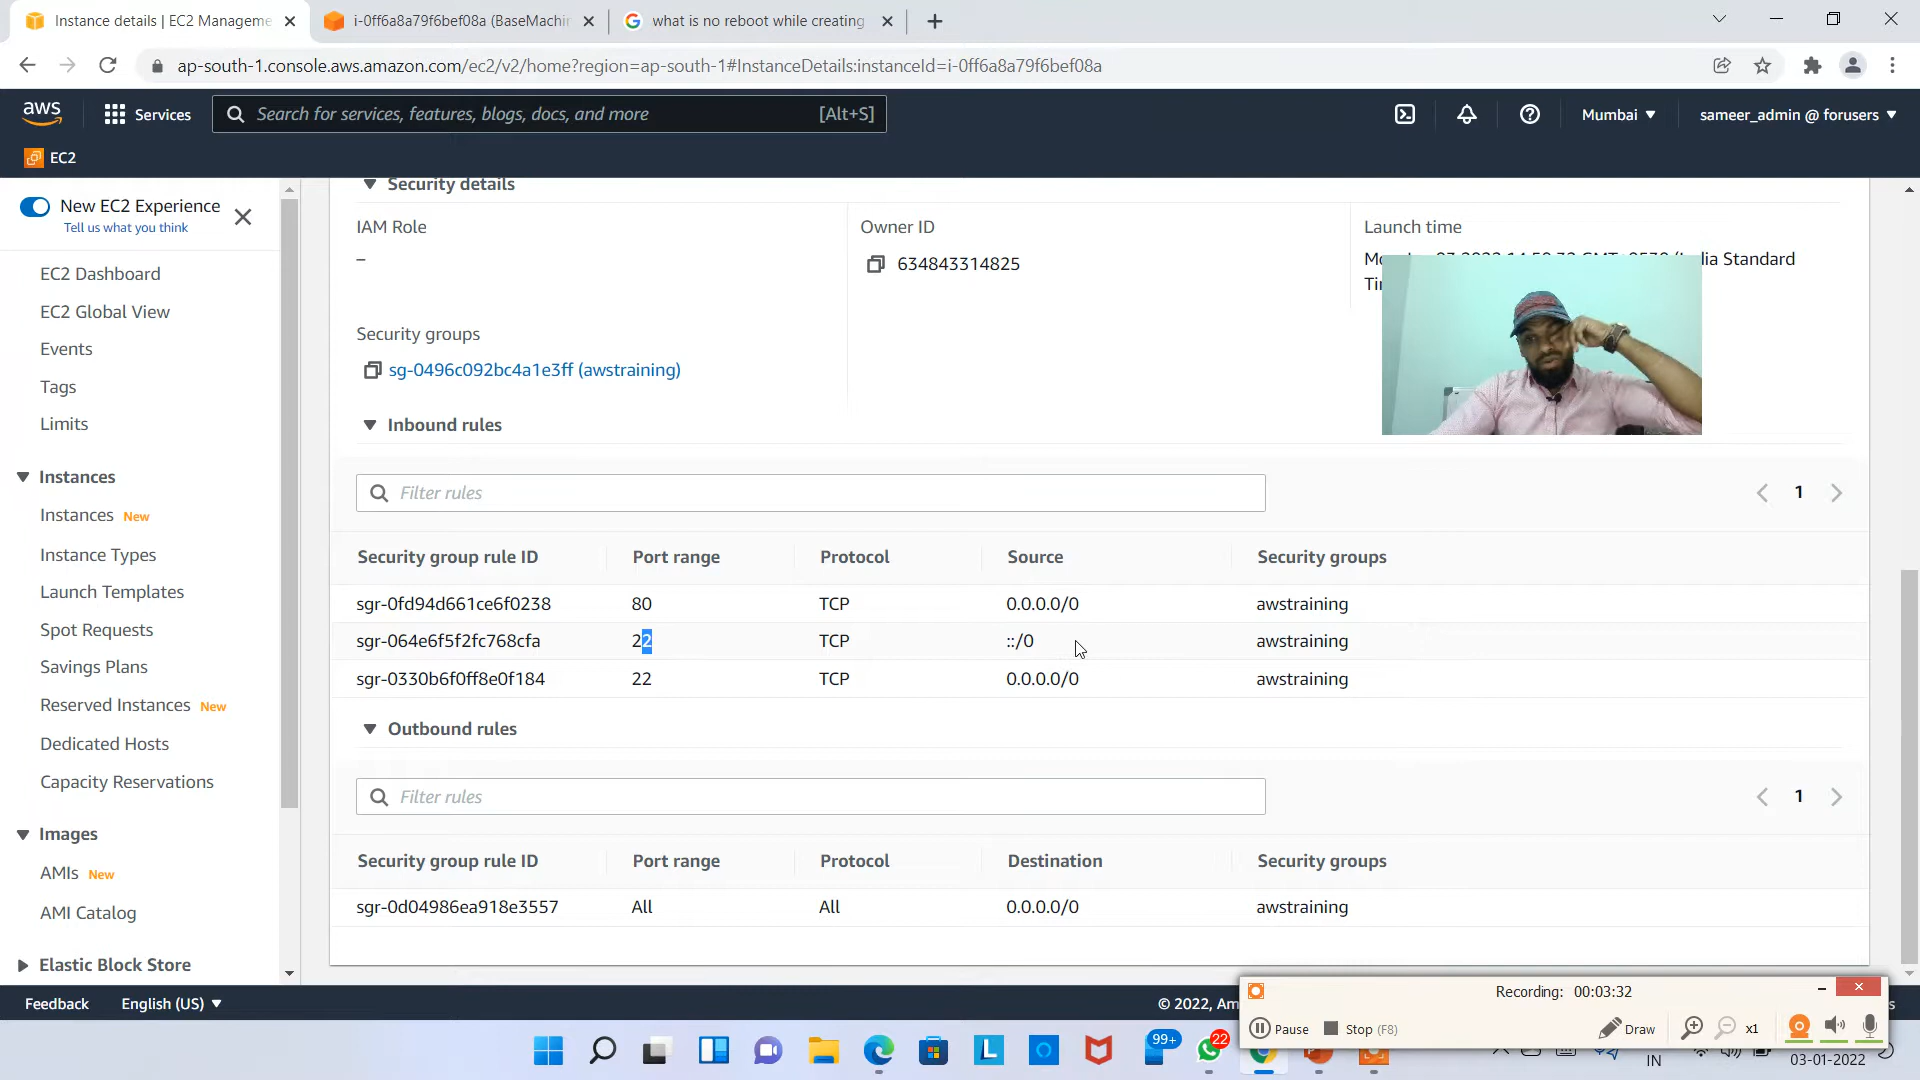 Instance details | EC2 Manageme
i-0ff6a8a79f6bef08a (BaseMachi
what is no reboot while creating
ap-south-1.console.aws.amazon.com/ec2/v2/home?region=ap-south-1#InstanceDetails:instanceId=i-0ff6a8a79f6bef08a
aws
Services
Search for services, features, blogs, docs, and more
[Alt+S]
Mumbai
sameer_admin @ forusers
EC2
New EC2 Experience
Tell us what you think
EC2 Dashboard
EC2 Global View
Events
Tags
Limits
Instances
Instances New
Instance Types
Launch Templates
Spot Requests
Savings Plans
Reserved Instances New
Dedicated Hosts
Capacity Reservations
Images
AMIs New
AMI Catalog
Elastic Block Store
Security details
IAM Role
–
Owner ID
634843314825
Launch time
lia Standard
Security groups
sg-0496c092bc4a1e3ff (awstraining)
Inbound rules
Filter rules
1
Security group rule ID Port range Protocol Source Security groups
sgr-0fd94d661ce6f0238 80 TCP 0.0.0.0/0 awstraining
sgr-064e6f5f2fc768cfa 22 TCP ::/0 awstraining
sgr-0330b6f0ff8e0f184 22 TCP 0.0.0.0/0 awstraining
Outbound rules
Filter rules
1
Security group rule ID Port range Protocol Destination Security groups
sgr-0d04986ea918e3557 All All 0.0.0.0/0 awstraining
Feedback
English (US)
© 2022, Am
Recording: 00:03:32
Pause
Stop (F8)
Draw
x1
99+
22
IN
03-01-2022